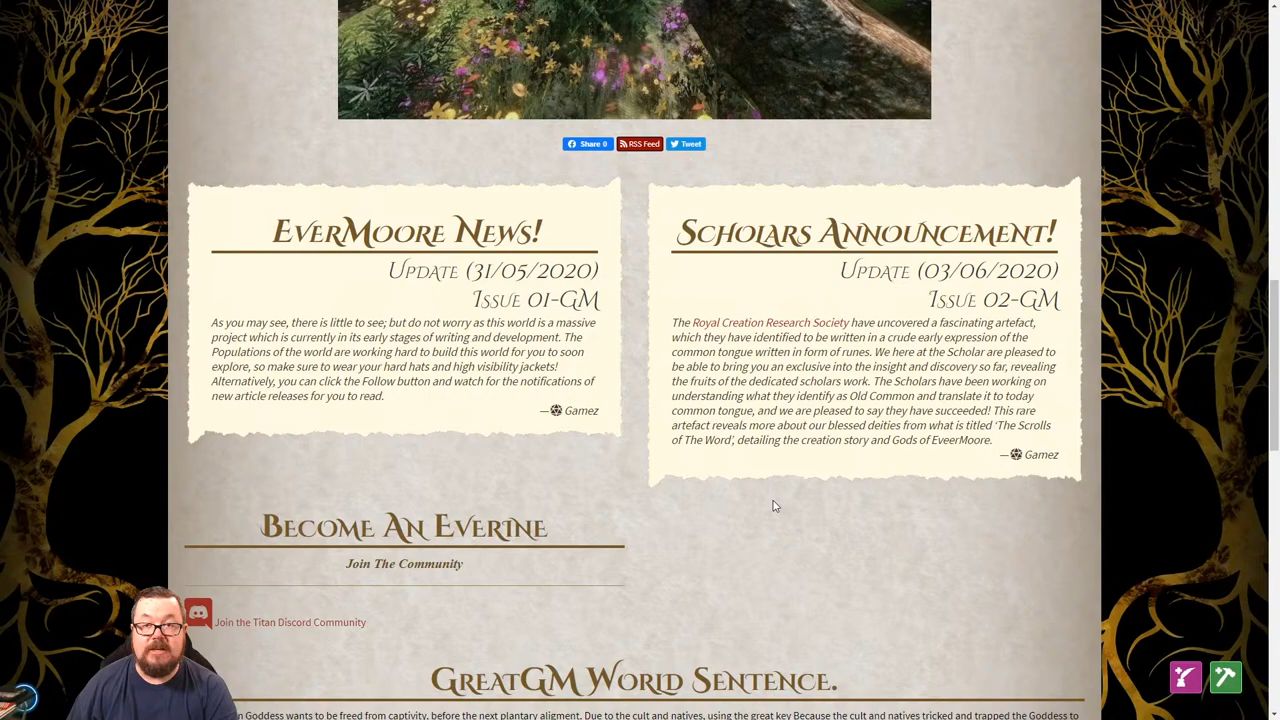 Share 0
RSS Feed
Tweet
EverMoore News!
Update (31/05/2020)
Issue 01-GM
As you may see, there is little to see; but do not worry as this world is a massive
project which is currently in its early stages of writing and development. The
Populations of the world are working hard to build this world for you to soon
explore, so make sure to wear your hard hats and high visibility jackets!
Alternatively, you can click the Follow button and watch for the notifications of
new article releases for you to read.
— Gamez
Scholars Announcement!
Update (03/06/2020)
Issue 02-GM
The Royal Creation Research Society have uncovered a fascinating artefact,
which they have identified to be written in a crude early expression of the
common tongue written in form of runes. We here at the Scholar are pleased to
be able to bring you an exclusive into the insight and discovery so far, revealing
the fruits of the dedicated scholars work. The Scholars have been working on
understanding what they identify as Old Common and translate it to today
common tongue, and we are pleased to say they have succeeded! This rare
artefact reveals more about our blessed deities from what is titled ‘The Scrolls
of The Word’, detailing the creation story and Gods of EveerMoore.
— Gamez
Become An Everine
Join The Community
Join the Titan Discord Community
GreatGM World Sentence.
n Goddess wants to be freed from captivity, before the next plantary aligment. Due to the cult and natives, using the great key Because the cult and natives tricked and trapped the Goddess to